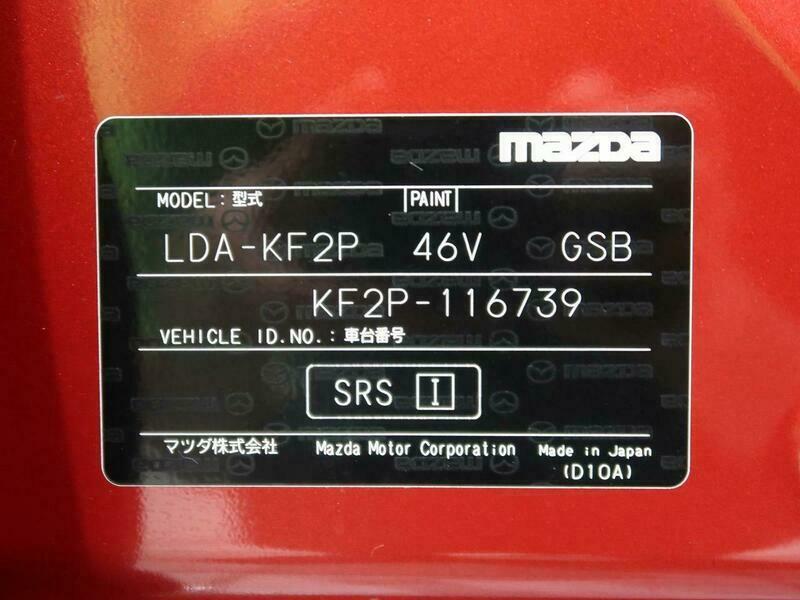 mazda
MODEL：型式 PAINT
LDA-KF2P 46V GSB
KF2P-116739
VEHICLE ID.NO.：車台番号
SRS I
マツダ株式会社 Mazda Motor Corporation Made in Japan
(D10A)